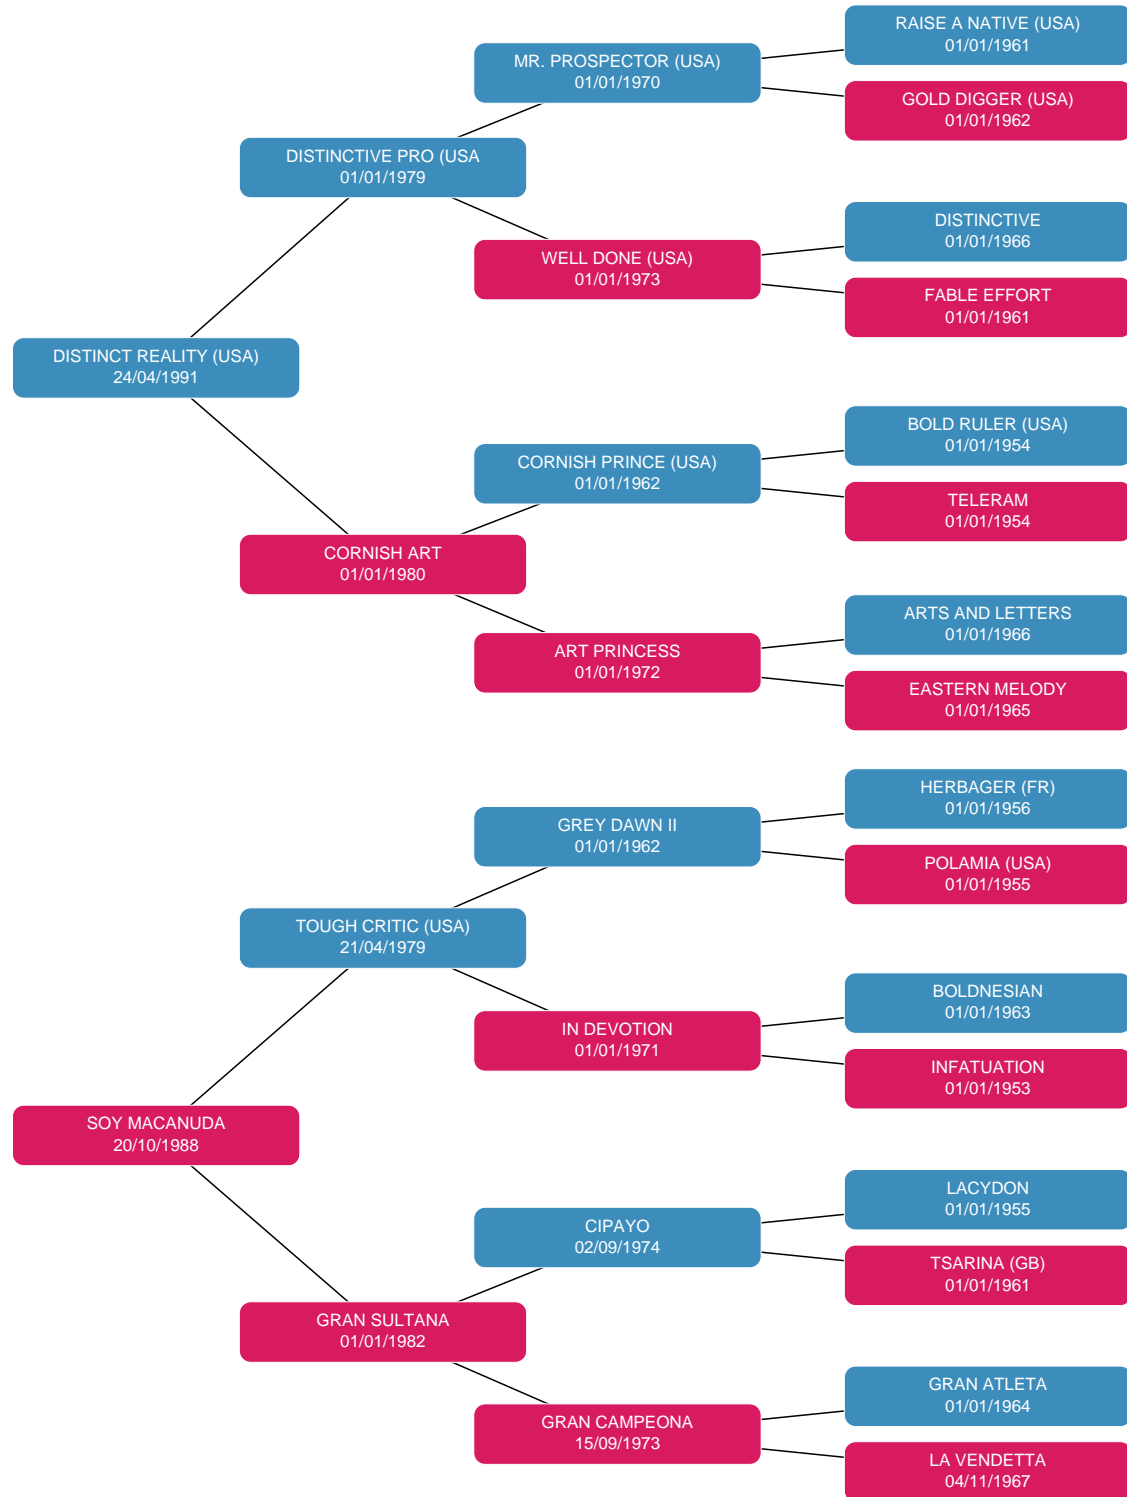 RAISE A NATIVE (USA)
01/01/1961
MR. PROSPECTOR (USA)
01/01/1970
GOLD DIGGER (USA)
01/01/1962
DISTINCTIVE PRO (USA
01/01/1979
DISTINCTIVE
01/01/1966
WELL DONE (USA)
01/01/1973
FABLE EFFORT
01/01/1961
DISTINCT REALITY (USA)
24/04/1991
BOLD RULER (USA)
01/01/1954
CORNISH PRINCE (USA)
01/01/1962
TELERAM
01/01/1954
CORNISH ART
01/01/1980
ARTS AND LETTERS
01/01/1966
ART PRINCESS
01/01/1972
EASTERN MELODY
01/01/1965
HERBAGER (FR)
01/01/1956
GREY DAWN II
01/01/1962
POLAMIA (USA)
01/01/1955
TOUGH CRITIC (USA)
21/04/1979
BOLDNESIAN
01/01/1963
IN DEVOTION
01/01/1971
INFATUATION
01/01/1953
SOY MACANUDA
20/10/1988
LACYDON
01/01/1955
CIPAYO
02/09/1974
TSARINA (GB)
01/01/1961
GRAN SULTANA
01/01/1982
GRAN ATLETA
01/01/1964
GRAN CAMPEONA
15/09/1973
LA VENDETTA
04/11/1967